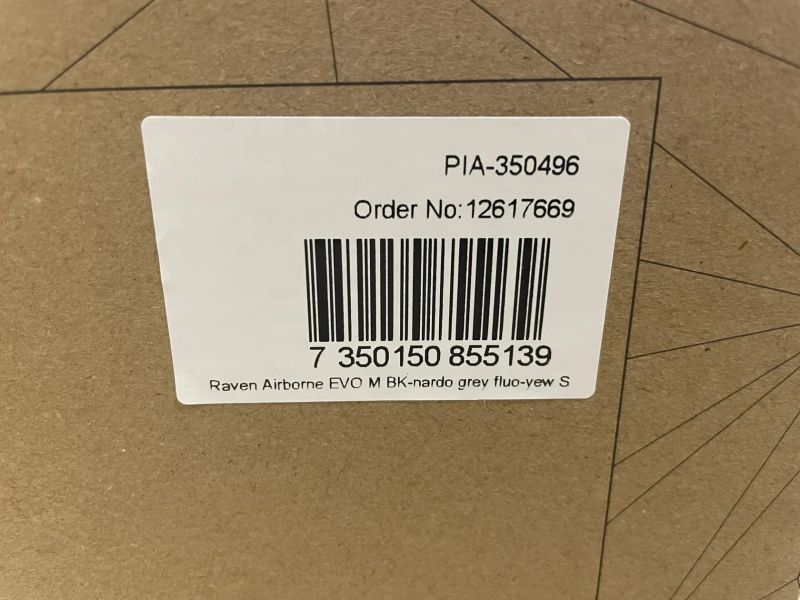 PIA-350496
Order No:12617669
7 350150 855139
Raven Airborne EVO M BK-nardo grey fluo-yew S